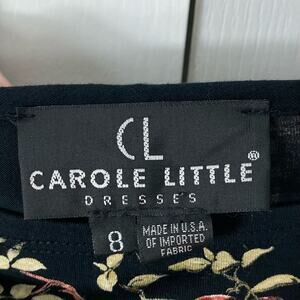 CL
CAROLE LITTLE®
DRESSES
8
MADE IN U.S.A.
OF IMPORTED
FABRIC